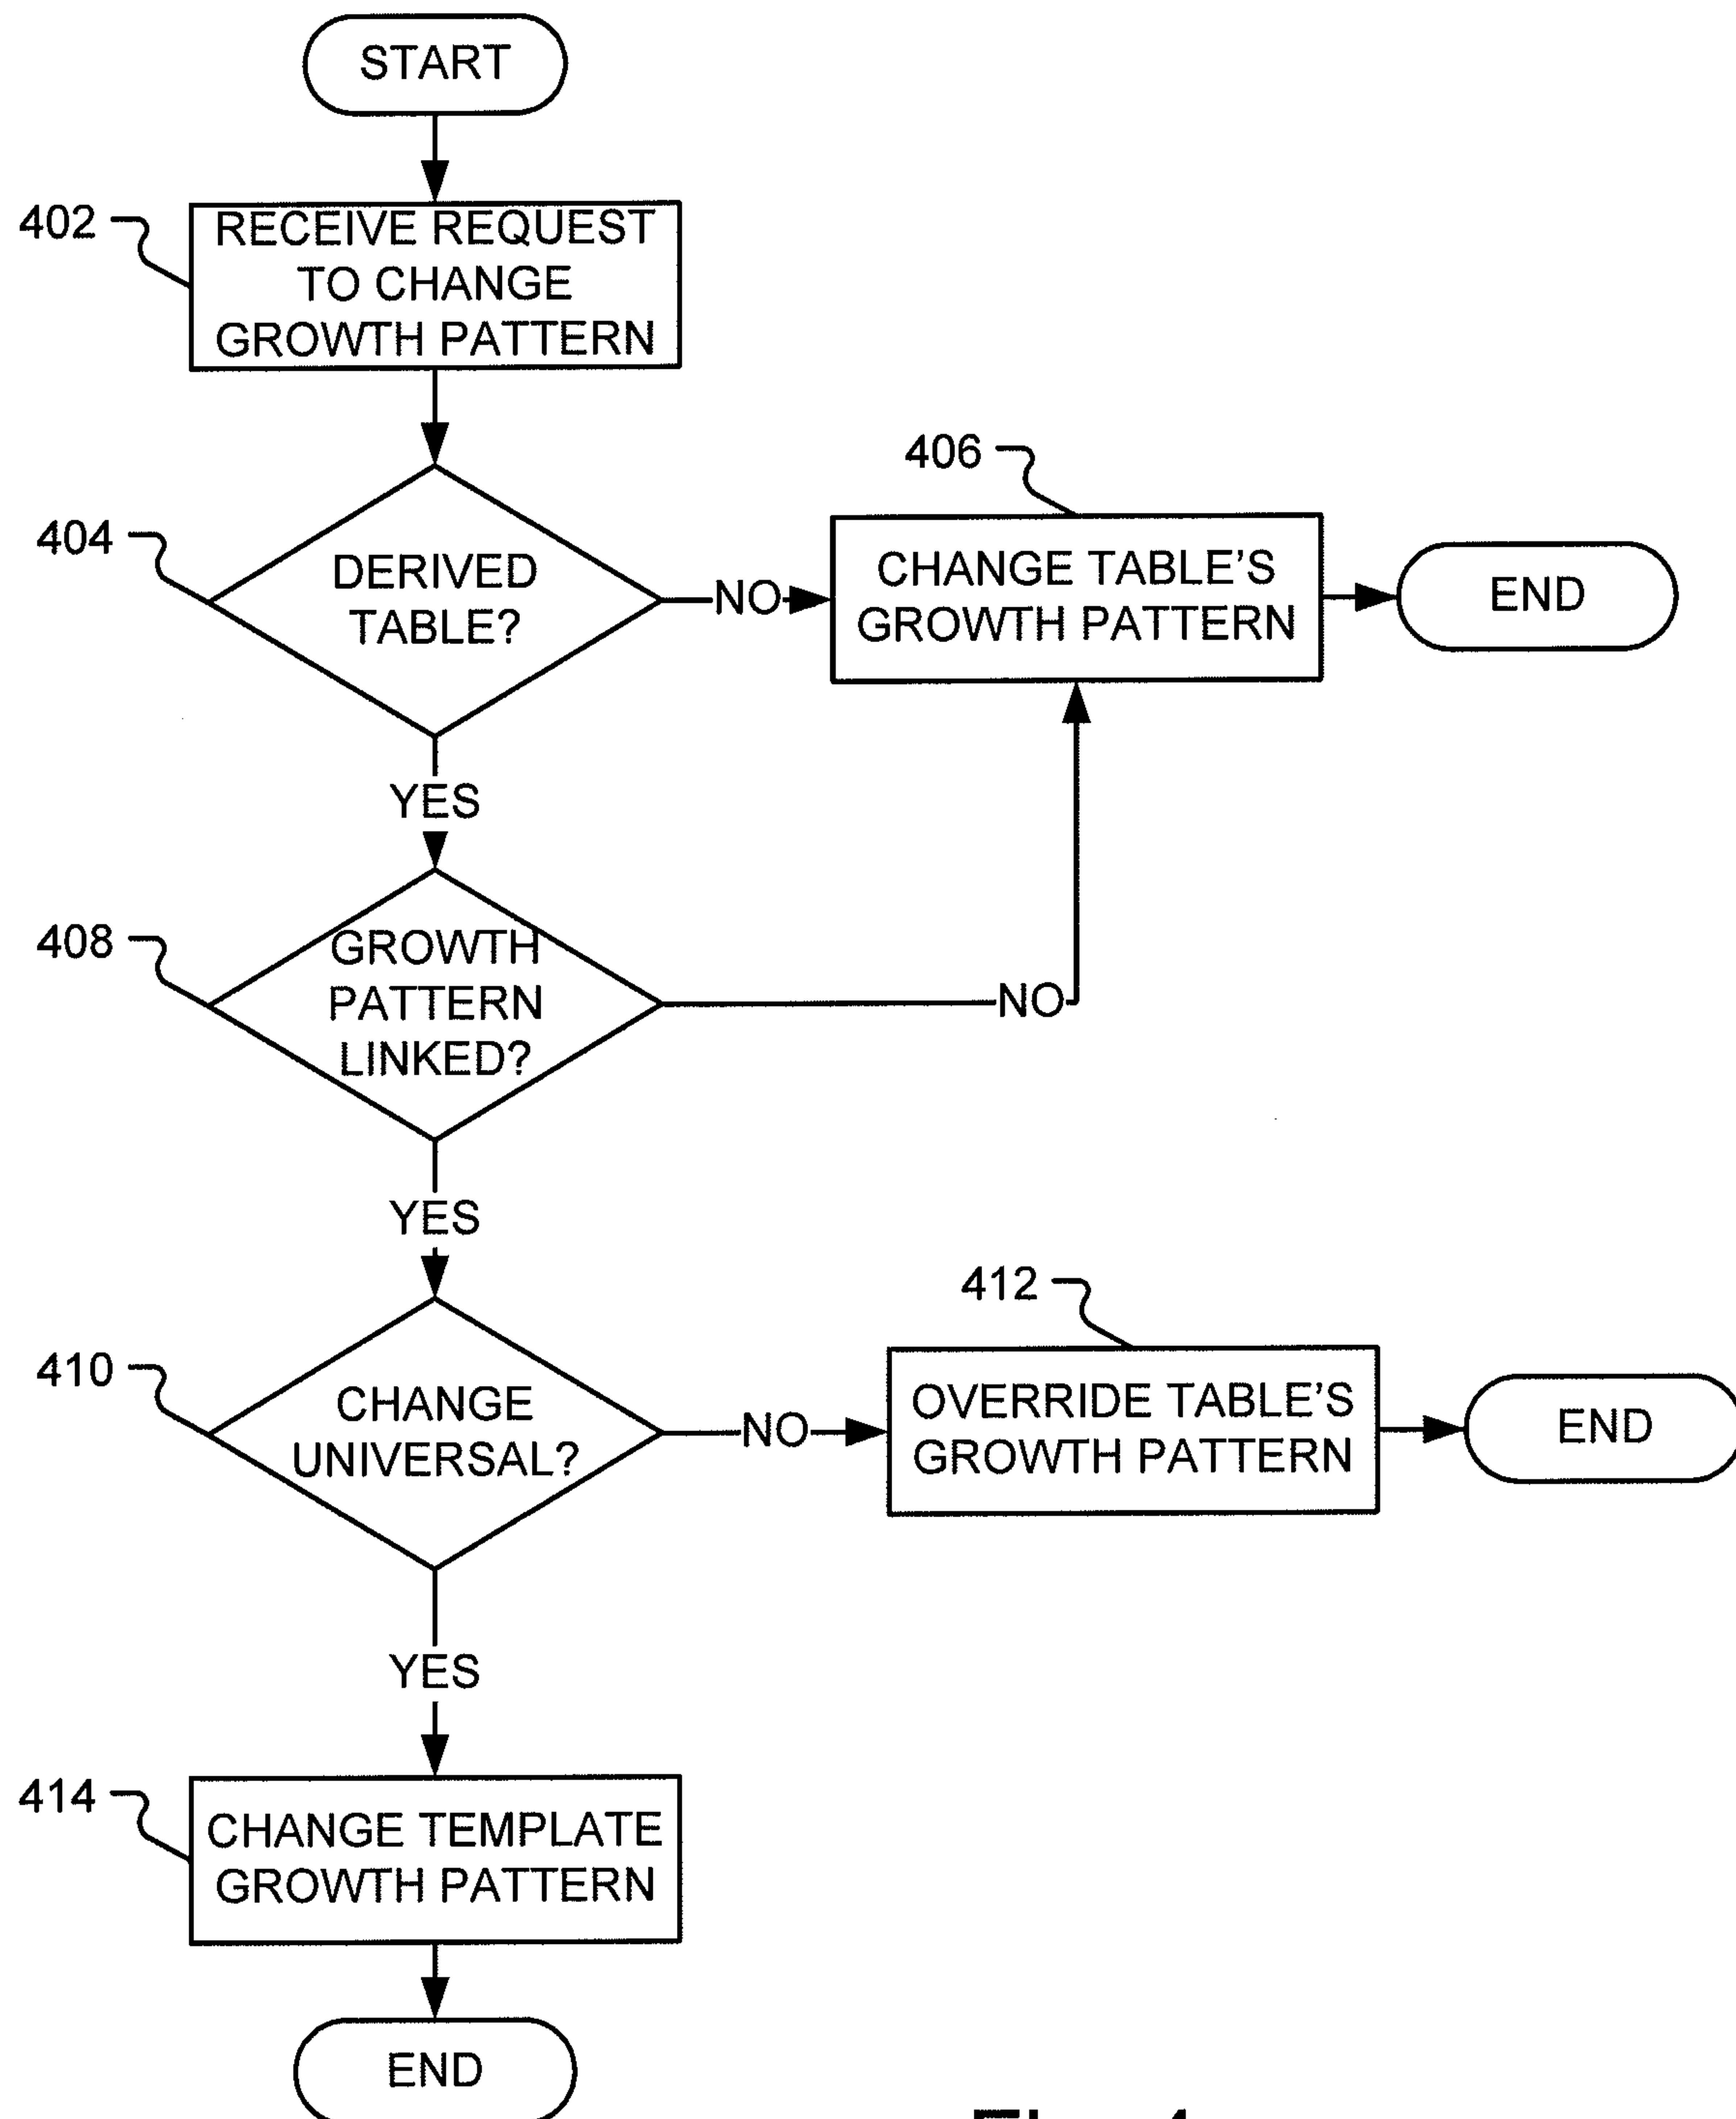 START
402
RECEIVE REQUEST
TO CHANGE
GROWTH PATTERN
406
404
DERIVED
TABLE?
NO
CHANGE TABLE'S
GROWTH PATTERN
END
YES
408
GROWTH
PATTERN
LINKED?
NO
YES
412
410
CHANGE
UNIVERSAL?
NO
OVERRIDE TABLE'S
GROWTH PATTERN
END
YES
414
CHANGE TEMPLATE
GROWTH PATTERN
END